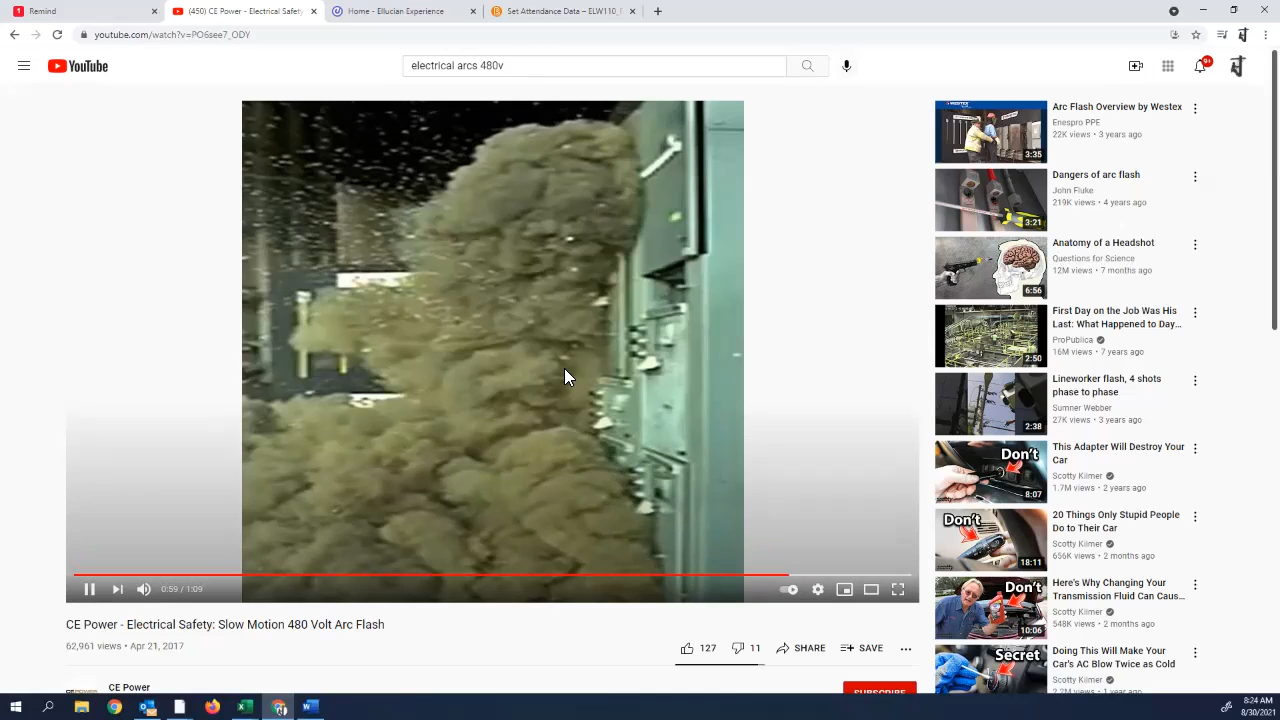 Remind
(450) CE Power - Electrical Safety
Home - Ellucian Experience
Set Attendance Data – ELW110_
youtube.com/watch?v=PO6see7_ODY
YouTube
electrical arcs 480v
9+
Arc Flash Overview by Westex
Enespro PPE
22K views • 3 years ago
3:35
Dangers of arc flash
John Fluke
219K views • 4 years ago
3:21
Anatomy of a Headshot
Questions for Science
12M views • 7 months ago
6:56
First Day on the Job Was His
Last: What Happened to Day...
ProPublica
16M views • 7 years ago
2:50
Lineworker flash, 4 shots
phase to phase
Sumner Webber
27K views • 3 years ago
2:38
This Adapter Will Destroy Your
Car
Scotty Kilmer
1.7M views • 2 years ago
Don't
8:07
20 Things Only Stupid People
Do to Their Car
Scotty Kilmer
656K views • 2 months ago
Don't
18:11
Here's Why Changing Your
Transmission Fluid Can Caus...
Scotty Kilmer
548K views • 2 months ago
Don't
10:06
Doing This Will Make Your
Car's AC Blow Twice as Cold
Scotty Kilmer
2.2M views • 1 year ago
Secret
0:59 / 1:09
CE Power - Electrical Safety: Slow Motion 480 Volt Arc Flash
62,961 views • Apr 21, 2017
127
11
SHARE
SAVE
CE Power
SUBSCRIBE
8:24 AM
8/30/2021